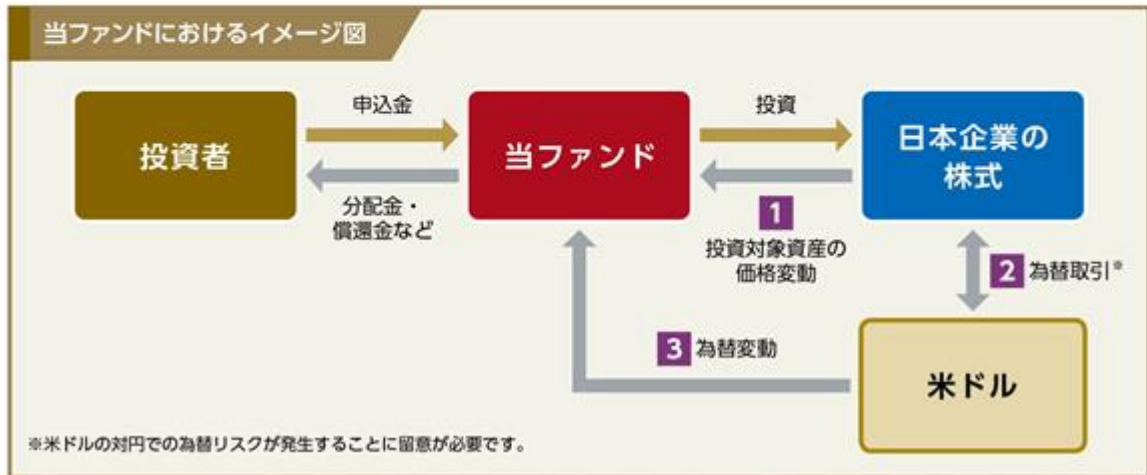 当ファンドにおけるイメージ図
申込金
投資
投資者
当ファンド
日本企業の
株式
分配金・
償還金など
1
投資対象資産の
価格変動
2 為替取引※
3 為替変動
米ドル
※米ドルの対円での為替リスクが発生することに留意が必要です。